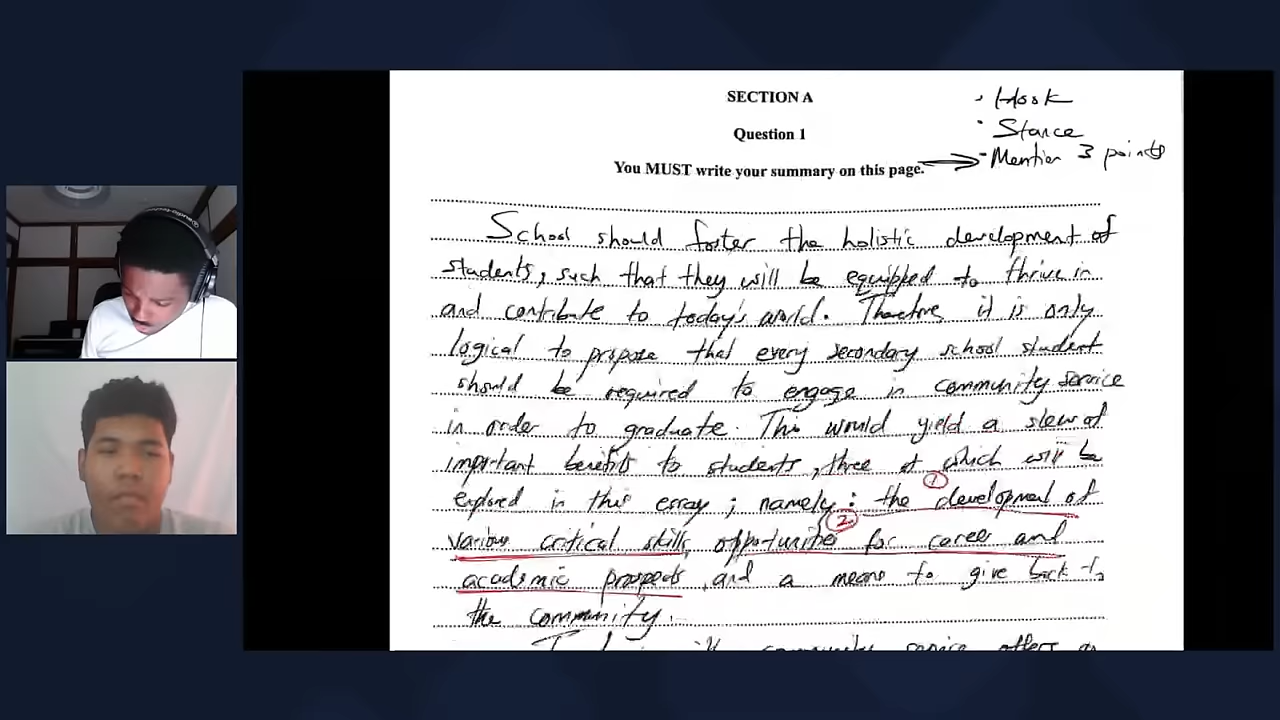 SECTION A
· Hook
Question 1
· Stance
You MUST write your summary on this page.
- Mention 3 points
School should foster the holistic development of
students, such that they will be equipped to thrive in
and contribute to today's world. Therefore it is only
logical to propose that every secondary school student
should be required to engage in community service
in order to graduate. This would yield a slew of
important benefits to students, three of which will be
1
explored in this essay; namely: the development of
2
various critical skills, opportunities for career and
academic prospects, and a means to give back to
the community.
community service offers